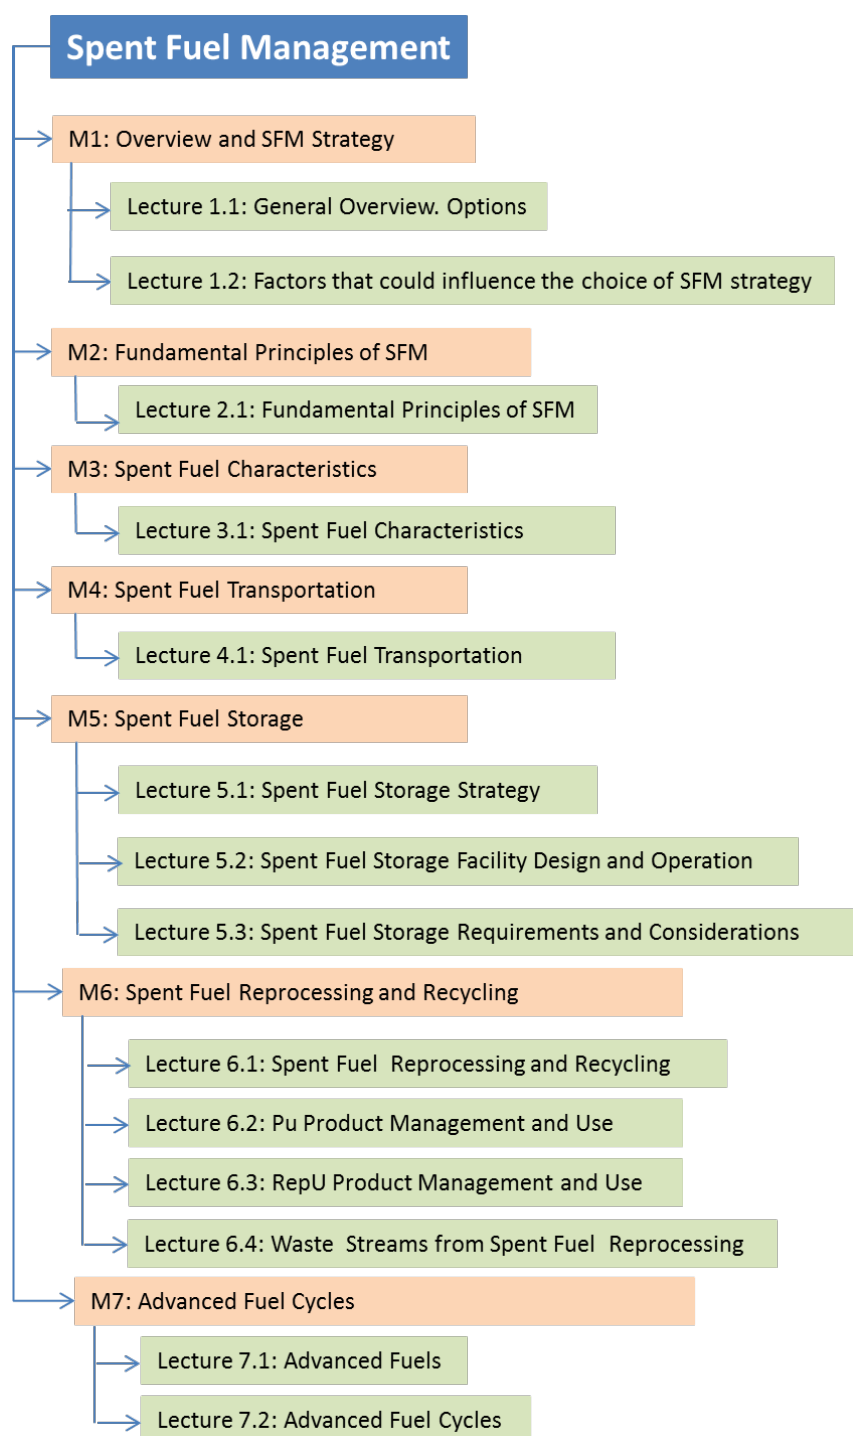 Spent Fuel Management
M1: Overview and SFM Strategy
Lecture 1.1: General Overview. Options
Lecture 1.2: Factors that could influence the choice of SFM strategy
M2: Fundamental Principles of SFM
Lecture 2.1: Fundamental Principles of SFM
M3: Spent Fuel Characteristics
Lecture 3.1: Spent Fuel Characteristics
M4: Spent Fuel Transportation
Lecture 4.1: Spent Fuel Transportation
M5: Spent Fuel Storage
Lecture 5.1: Spent Fuel Storage Strategy
Lecture 5.2: Spent Fuel Storage Facility Design and Operation
Lecture 5.3: Spent Fuel Storage Requirements and Considerations
M6: Spent Fuel Reprocessing and Recycling
Lecture 6.1: Spent Fuel Reprocessing and Recycling
Lecture 6.2: Pu Product Management and Use
Lecture 6.3: RepU Product Management and Use
Lecture 6.4: Waste Streams from Spent Fuel Reprocessing
M7: Advanced Fuel Cycles
Lecture 7.1: Advanced Fuels
Lecture 7.2: Advanced Fuel Cycles